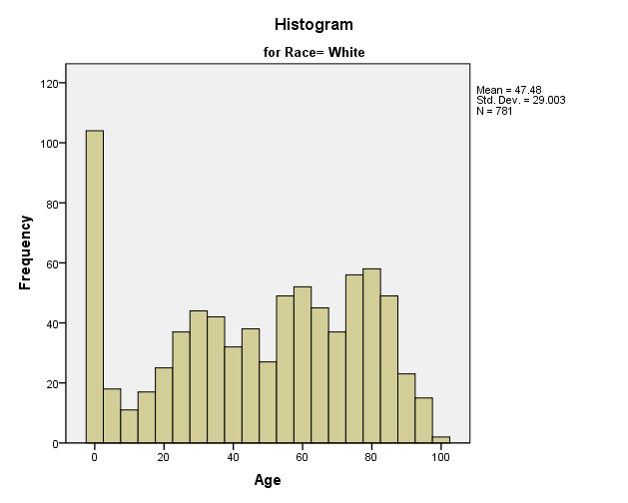 Histogram
for Race= White
Mean = 47.48
Std. Dev. = 29.003
N = 781
120
100
80
60
40
20
0
Frequency
0 20 40 60 80 100
Age